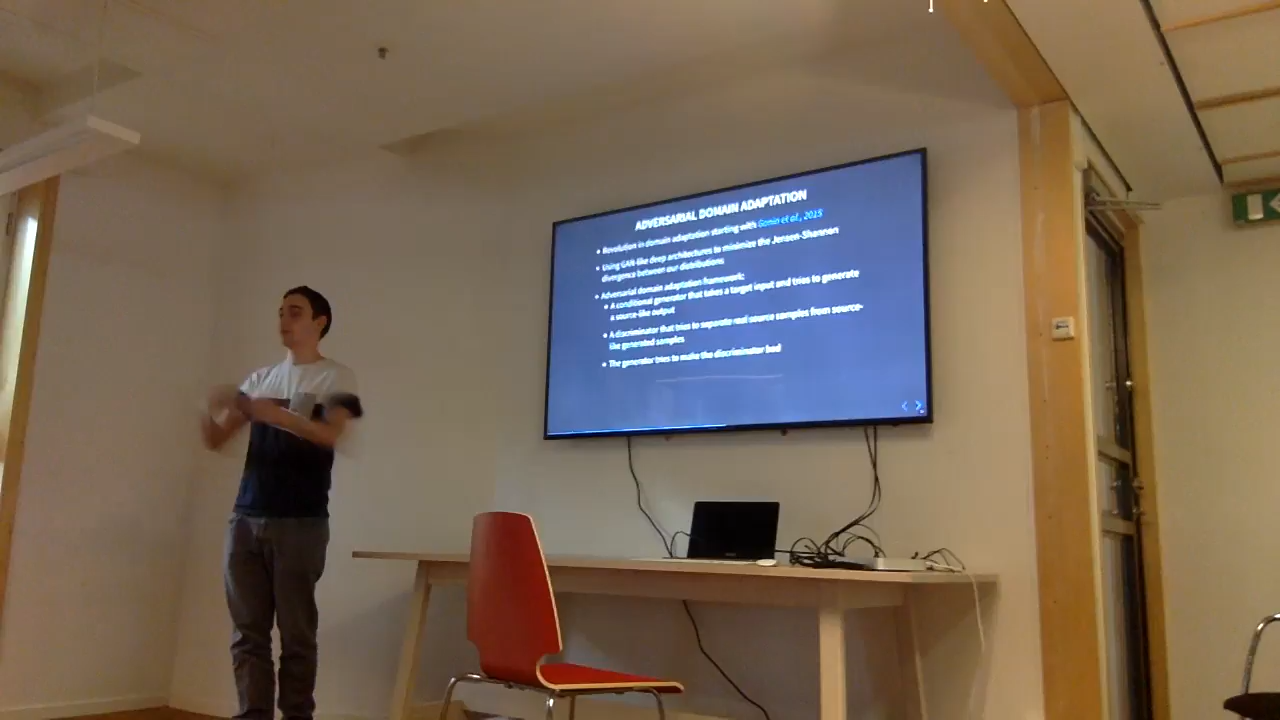 ADVERSARIAL DOMAIN ADAPTATION
Revolution in domain adaptation starting with Ganin et al., 2015
Using GAN-like deep architectures to minimize the Jensen-Shannon
divergence between our distributions
Adversarial domain adaptation framework:
A conditional generator that takes a target input and tries to generate
a source-like output
A discriminator that tries to separate real source samples from source-
like generated samples
The generator tries to make the discriminator bad